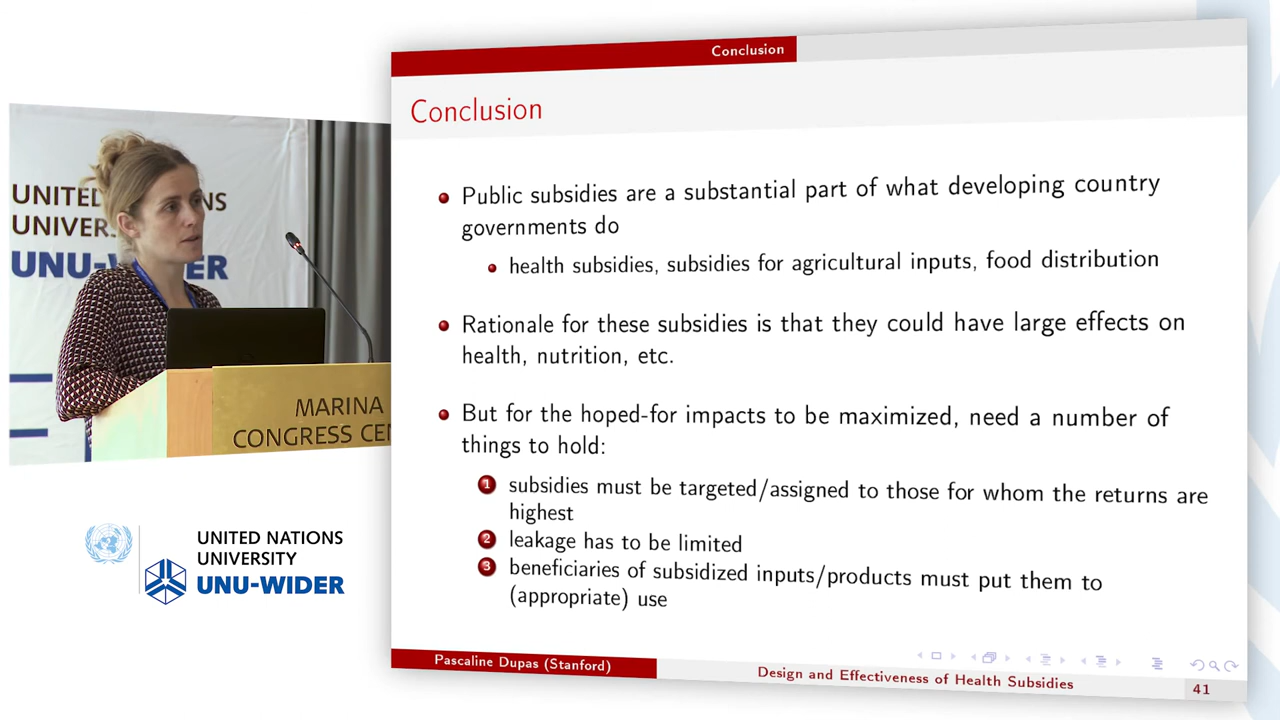 UNITED NATIONS
UNIVERS
UNU-WIDER
MARINA
CONGRESS CE
UNITED NATIONS
UNIVERSITY
UNU-WIDER
Conclusion
Conclusion
Public subsidies are a substantial part of what developing country
governments do
health subsidies, subsidies for agricultural inputs, food distribution
Rationale for these subsidies is that they could have large effects on
health, nutrition, etc.
But for the hoped-for impacts to be maximized, need a number of
things to hold:
1 subsidies must be targeted/assigned to those for whom the returns are
highest
2 leakage has to be limited
3 beneficiaries of subsidized inputs/products must put them to
(appropriate) use
Pascaline Dupas (Stanford)
Design and Effectiveness of Health Subsidies
41